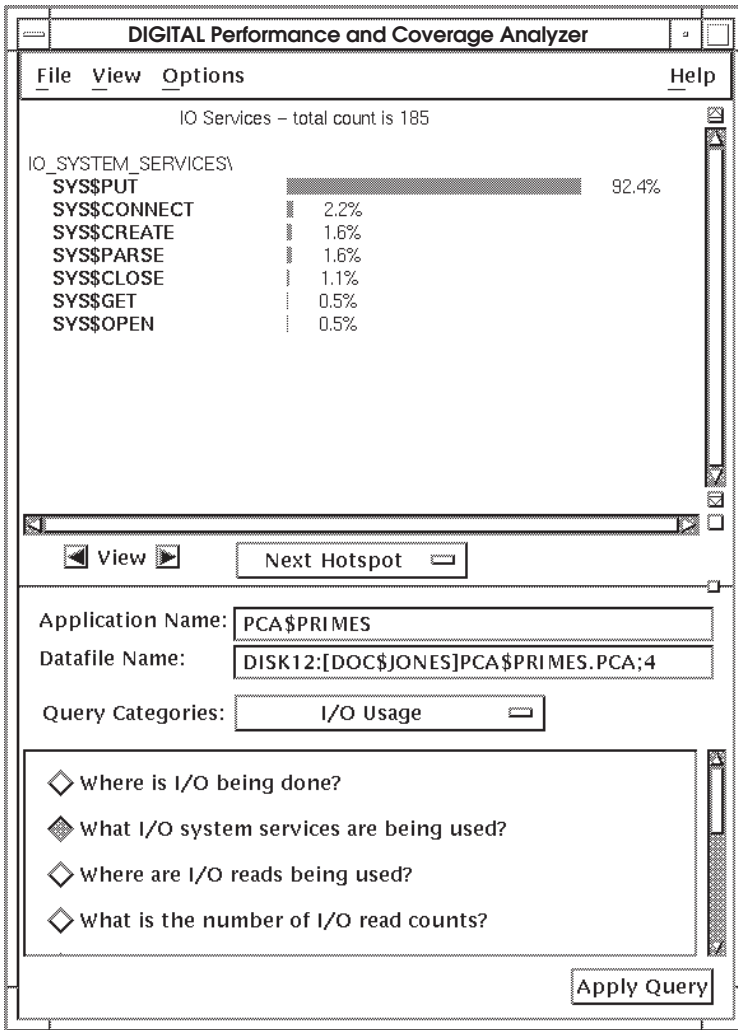 DIGITAL Performance and Coverage Analyzer
File View Options Help
IO Services – total count is 185
IO_SYSTEM_SERVICES\
SYS$PUT 92.4%
SYS$CONNECT 2.2%
SYS$CREATE 1.6%
SYS$PARSE 1.6%
SYS$CLOSE 1.1%
SYS$GET 0.5%
SYS$OPEN 0.5%
View Next Hotspot
Application Name: PCA$PRIMES
Datafile Name: DISK12:[DOC$JONES]PCA$PRIMES.PCA;4
Query Categories: I/O Usage
Where is I/O being done?
What I/O system services are being used?
Where are I/O reads being used?
What is the number of I/O read counts?
Apply Query